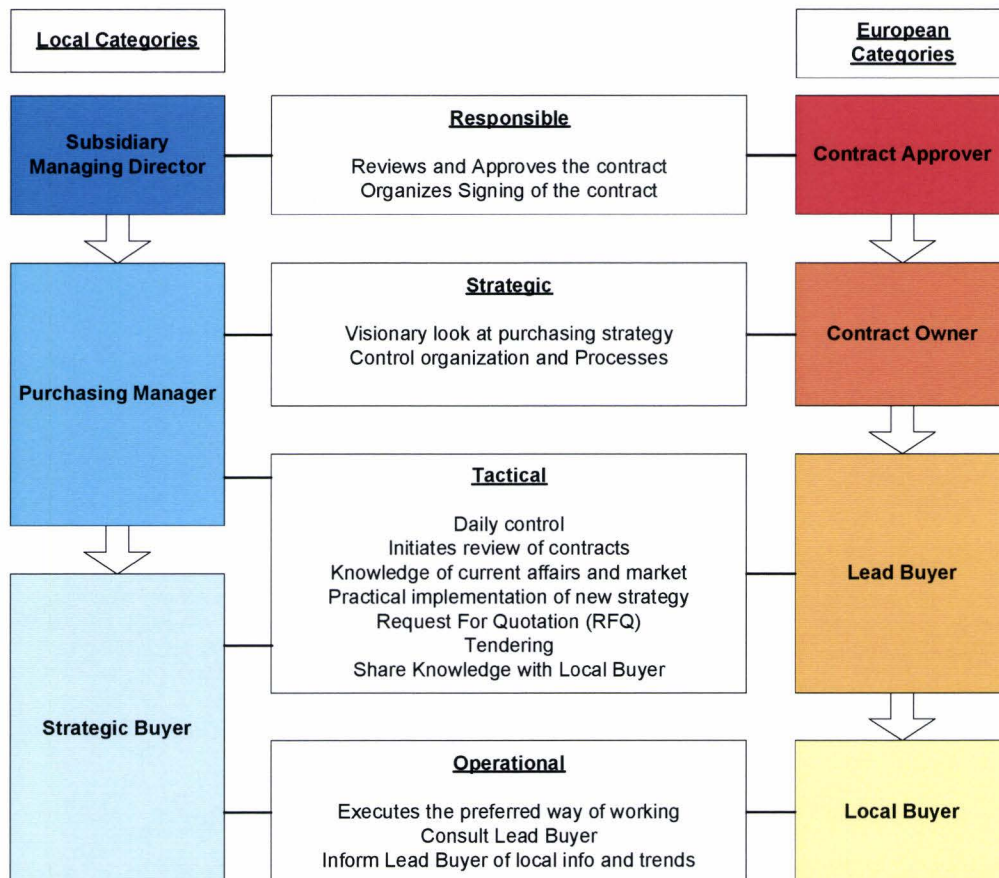 Local Categories
European
Categories
Subsidiary
Managing Director
Responsible
Reviews and Approves the contract
Organizes Signing of the contract
Contract Approver
Purchasing Manager
Strategic
Visionary look at purchasing strategy
Control organization and Processes
Contract Owner
Tactical
Daily control
Initiates review of contracts
Knowledge of current affairs and market
Practical implementation of new strategy
Request For Quotation (RFQ)
Tendering
Share Knowledge with Local Buyer
Lead Buyer
Strategic Buyer
Operational
Executes the preferred way of working
Consult Lead Buyer
Inform Lead Buyer of local info and trends
Local Buyer